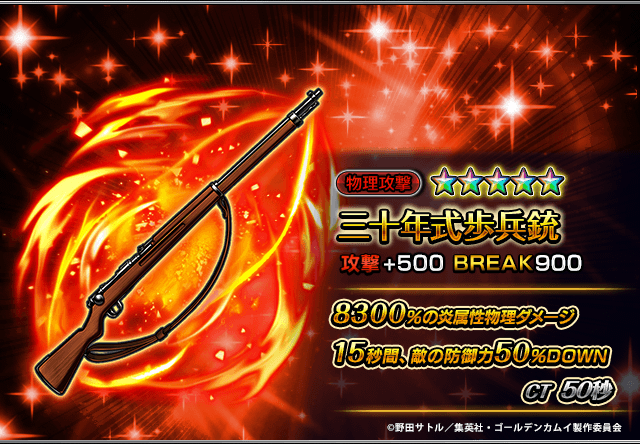 物理攻撃
三十年式歩兵銃
攻撃+500 BREAK900
8300%の炎属性物理ダメージ
15秒間、敵の防御力50%DOWN
CT 50秒
©野田サトル/集英社・ゴールデンカムイ製作委員会